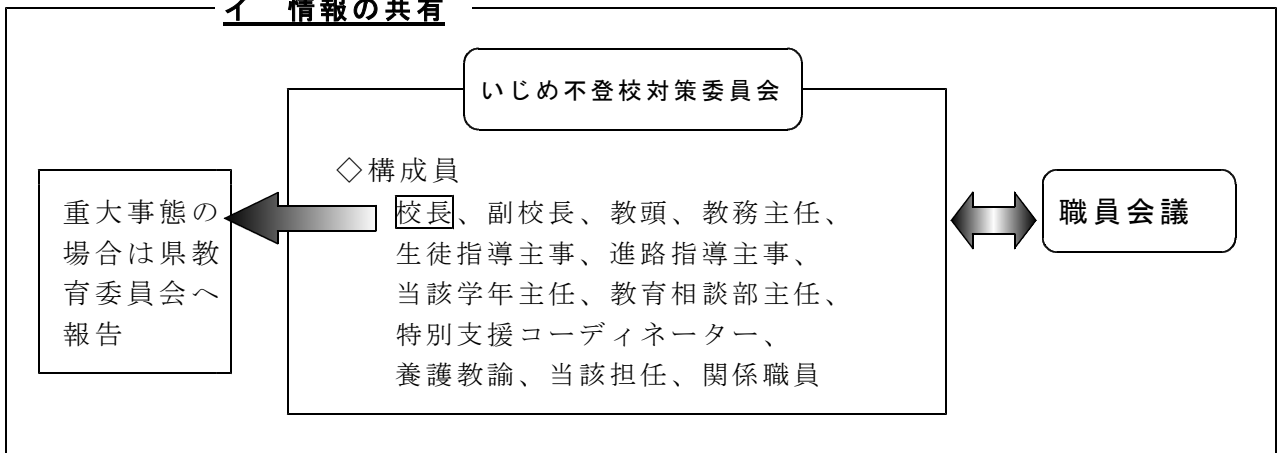 イ　情報の共有
いじめ不登校対策委員会
◇構成員
校長、副校長、教頭、教務主任、
生徒指導主事、進路指導主事、
当該学年主任、教育相談部主任、
特別支援コーディネーター、
養護教諭、当該担任、関係職員
重大事態の
場合は県教
育委員会へ
報告
職員会議